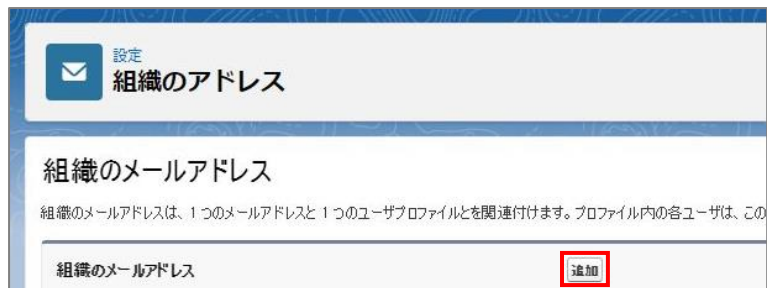 設定
組織のアドレス
組織のメールアドレス
組織のメールアドレスは、1 つのメールアドレスと 1 つのユーザプロファイルとを関連付けます。プロファイル内の各ユーザは、この
組織のメールアドレス 追加